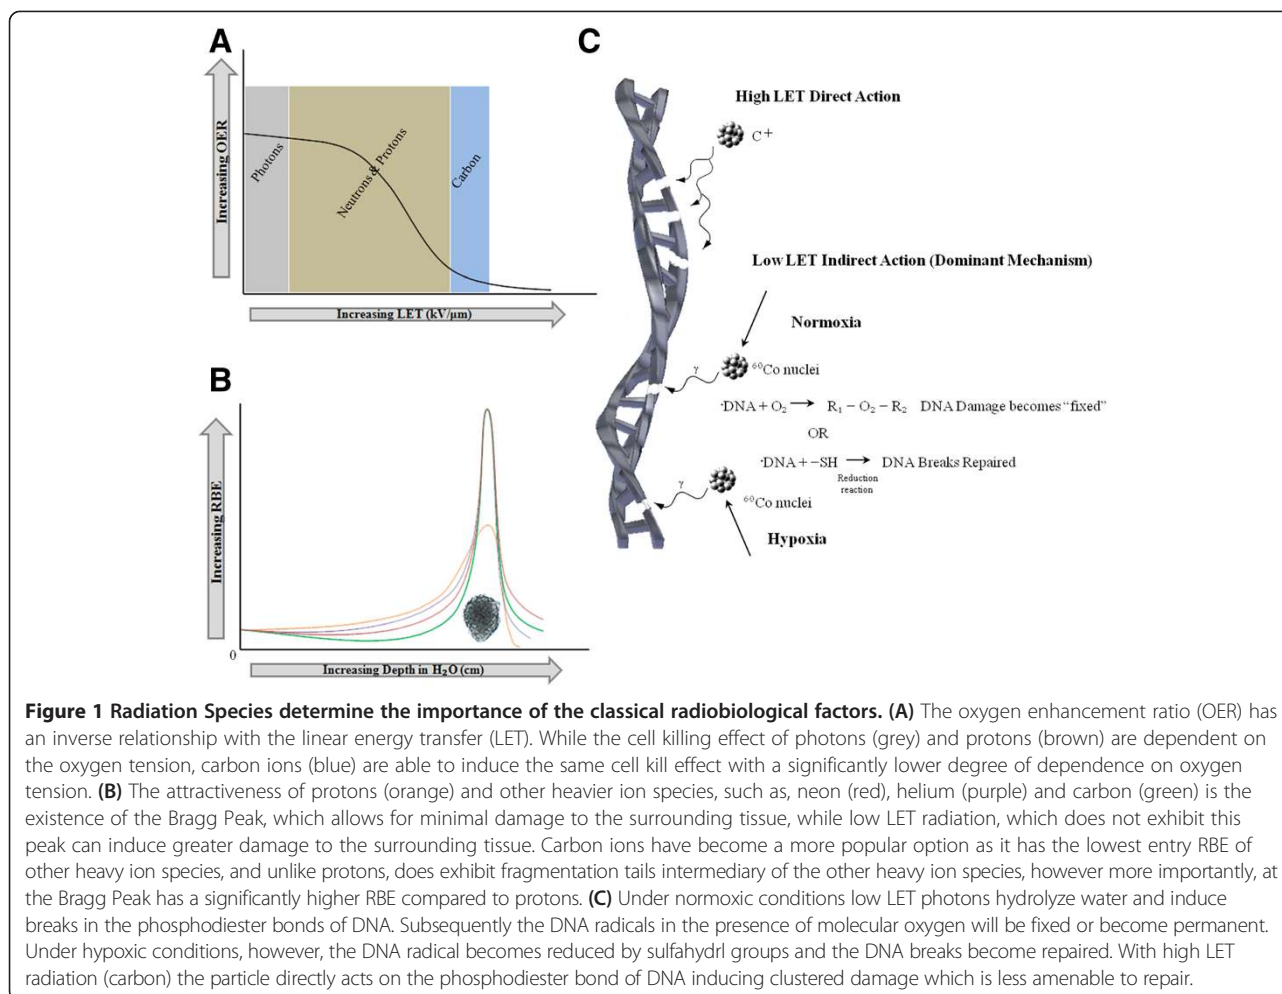 A
Increasing OER
Photons
Neutrons & Protons
Carbon
Increasing LET (kV/μm)
B
Increasing RBE
0
Increasing Depth in H₂O (cm)
C
High LET Direct Action
C+
Low LET Indirect Action (Dominant Mechanism)
Normoxia
γ
⁶⁰Co nuclei
·DNA + O₂ → R₁ – O₂ – R₂ DNA Damage becomes "fixed"
OR
·DNA + –SH → DNA Breaks Repaired
Reduction
reaction
γ
⁶⁰Co nuclei
Hypoxia
Figure 1 Radiation Species determine the importance of the classical radiobiological factors. (A) The oxygen enhancement ratio (OER) has
an inverse relationship with the linear energy transfer (LET). While the cell killing effect of photons (grey) and protons (brown) are dependent on
the oxygen tension, carbon ions (blue) are able to induce the same cell kill effect with a significantly lower degree of dependence on oxygen
tension. (B) The attractiveness of protons (orange) and other heavier ion species, such as, neon (red), helium (purple) and carbon (green) is the
existence of the Bragg Peak, which allows for minimal damage to the surrounding tissue, while low LET radiation, which does not exhibit this
peak can induce greater damage to the surrounding tissue. Carbon ions have become a more popular option as it has the lowest entry RBE of
other heavy ion species, and unlike protons, does exhibit fragmentation tails intermediary of the other heavy ion species, however more importantly, at
the Bragg Peak has a significantly higher RBE compared to protons. (C) Under normoxic conditions low LET photons hydrolyze water and induce
breaks in the phosphodiester bonds of DNA. Subsequently the DNA radicals in the presence of molecular oxygen will be fixed or become permanent.
Under hypoxic conditions, however, the DNA radical becomes reduced by sulfahydrl groups and the DNA breaks become repaired. With high LET
radiation (carbon) the particle directly acts on the phosphodiester bond of DNA inducing clustered damage which is less amenable to repair.